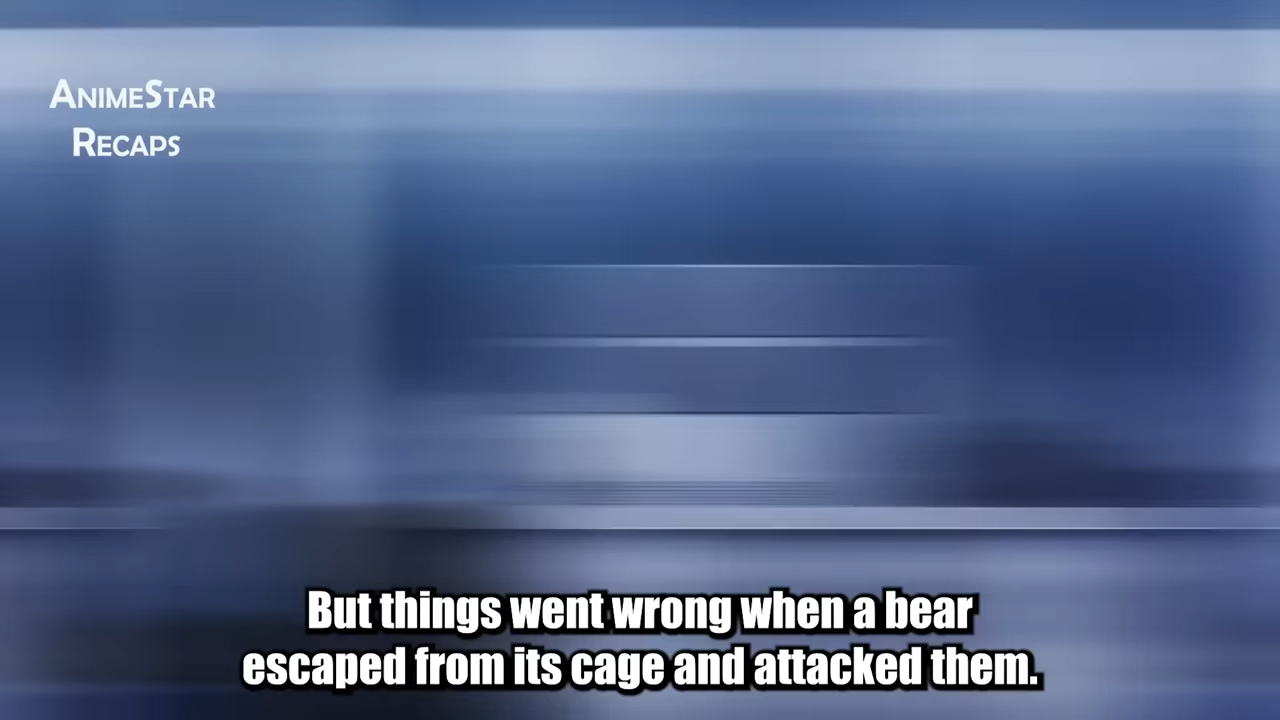 AnimeStar
Recaps
But things went wrong when a bear
escaped from its cage and attacked them.